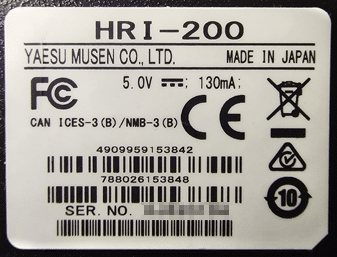 HRI-200
YAESU MUSEN CO., LTD. MADE IN JAPAN
5.0V ⎓; 130mA;
FC CE
CAN ICES-3(B)/NMB-3(B)
4909959153842
788026153848
SER. NO.
10